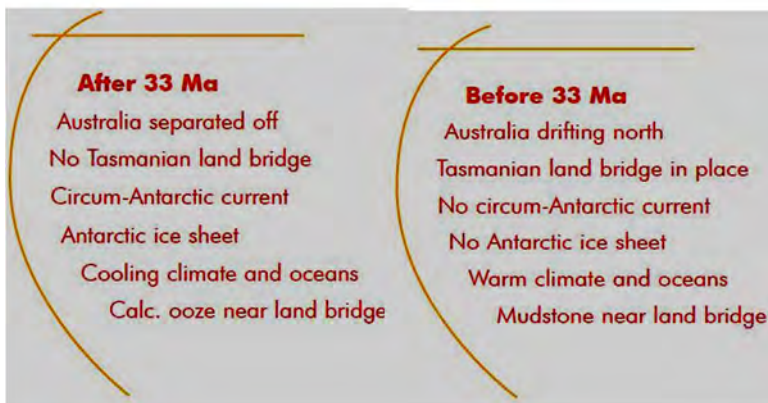 After 33 Ma
Australia separated off
No Tasmanian land bridge
Circum-Antarctic current
Antarctic ice sheet
Cooling climate and oceans
Calc. ooze near land bridge
Before 33 Ma
Australia drifting north
Tasmanian land bridge in place
No circum-Antarctic current
No Antarctic ice sheet
Warm climate and oceans
Mudstone near land bridge